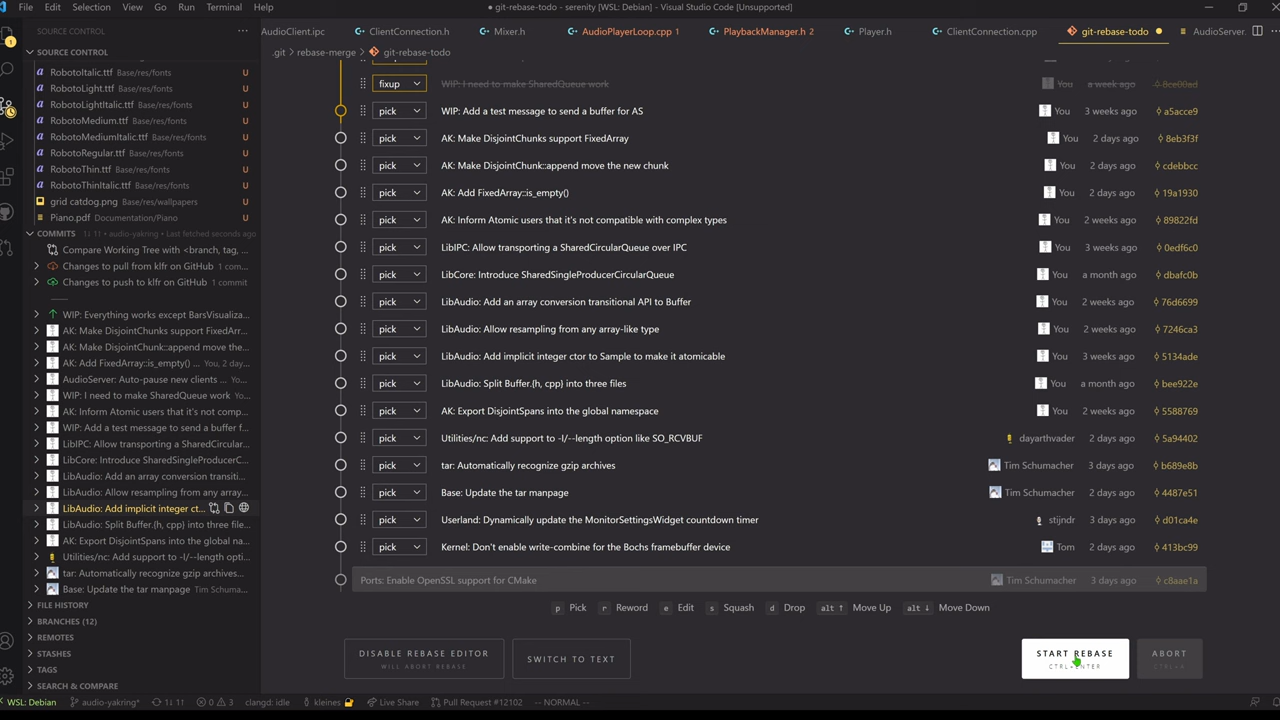 File Edit Selection View Go Run Terminal Help
● git-rebase-todo - serenity [WSL: Debian] - Visual Studio Code [Unsupported]
SOURCE CONTROL ···
AudioClient.ipc ClientConnection.h Mixer.h AudioPlayerLoop.cpp 1 PlaybackManager.h 2 Player.h ClientConnection.cpp git-rebase-todo ● AudioServer
.git > rebase-merge > git-rebase-todo
SOURCE CONTROL
RobotoItalic.ttf Base/res/fonts U
RobotoLight.ttf Base/res/fonts U
RobotoLightItalic.ttf Base/res/fonts U
RobotoMedium.ttf Base/res/fonts U
RobotoMediumItalic.ttf Base/res/fonts U
RobotoRegular.ttf Base/res/fonts U
RobotoThin.ttf Base/res/fonts U
RobotoThinItalic.ttf Base/res/fonts U
grid catdog.png Base/res/wallpapers U
Piano.pdf Documentation/Piano U
COMMITS 1↓ 11↑ audio-yakring • Last fetched seconds ago
Compare Working Tree with <branch, tag,
Changes to pull from klfr on GitHub 1 com...
Changes to push to klfr on GitHub 1 commit
WIP: Everything works except BarsVisualiza...
AK: Make DisjointChunks support FixedArr...
AK: Make DisjointChunk::append move the...
AK: Add FixedArray::is_empty() ... You, 2 day...
AudioServer: Auto-pause new clients ... Yo...
WIP: I need to make SharedQueue work ...
AK: Inform Atomic users that it's not comp...
WIP: Add a test message to send a buffer f...
LibIPC: Allow transporting a SharedCircular...
LibCore: Introduce SharedSingleProducerC...
LibAudio: Add an array conversion transiti...
LibAudio: Allow resampling from any array...
LibAudio: Add implicit integer ct...
LibAudio: Split Buffer.{h, cpp} into three file...
AK: Export DisjointSpans into the global na...
Utilities/nc: Add support to -l/--length opti...
tar: Automatically recognize gzip archives...
Base: Update the tar manpage Tim Schuma...
FILE HISTORY
BRANCHES (12)
REMOTES
STASHES
TAGS
SEARCH & COMPARE
fixup WIP: I need to make SharedQueue work You a week ago 8ce00ad
pick WIP: Add a test message to send a buffer for AS You 3 weeks ago a5acce9
pick AK: Make DisjointChunks support FixedArray You 2 days ago 8eb3f3f
pick AK: Make DisjointChunk::append move the new chunk You 2 days ago cdebbcc
pick AK: Add FixedArray::is_empty() You 2 days ago 19a1930
pick AK: Inform Atomic users that it's not compatible with complex types You 2 weeks ago 89822fd
pick LibIPC: Allow transporting a SharedCircularQueue over IPC You 3 weeks ago 0edf6c0
pick LibCore: Introduce SharedSingleProducerCircularQueue You a month ago dbafc0b
pick LibAudio: Add an array conversion transitional API to Buffer You 2 weeks ago 76d6699
pick LibAudio: Allow resampling from any array-like type You 2 weeks ago 7246ca3
pick LibAudio: Add implicit integer ctor to Sample to make it atomicable You 3 weeks ago 5134ade
pick LibAudio: Split Buffer.{h, cpp} into three files You a month ago bee922e
pick AK: Export DisjointSpans into the global namespace You 2 weeks ago 5588769
pick Utilities/nc: Add support to -l/--length option like SO_RCVBUF dayarthvader 2 days ago 5a94402
pick tar: Automatically recognize gzip archives Tim Schumacher 3 days ago b689e8b
pick Base: Update the tar manpage Tim Schumacher 2 days ago 4487e51
pick Userland: Dynamically update the MonitorSettingsWidget countdown timer stijndr 3 days ago d01ca4e
pick Kernel: Don't enable write-combine for the Bochs framebuffer device Tom 2 days ago 413bc99
Ports: Enable OpenSSL support for CMake Tim Schumacher 3 days ago c8aae1a
p Pick r Reword e Edit s Squash d Drop alt ↑ Move Up alt ↓ Move Down
DISABLE REBASE EDITOR SWITCH TO TEXT START REBASE ABORT
WILL ABORT REBASE CTRL+ENTER CTRL+A
WSL: Debian audio-yakring* 1↓ 11↑ 0 3 clangd: idle kleines Live Share Pull Request #12102 -- NORMAL --